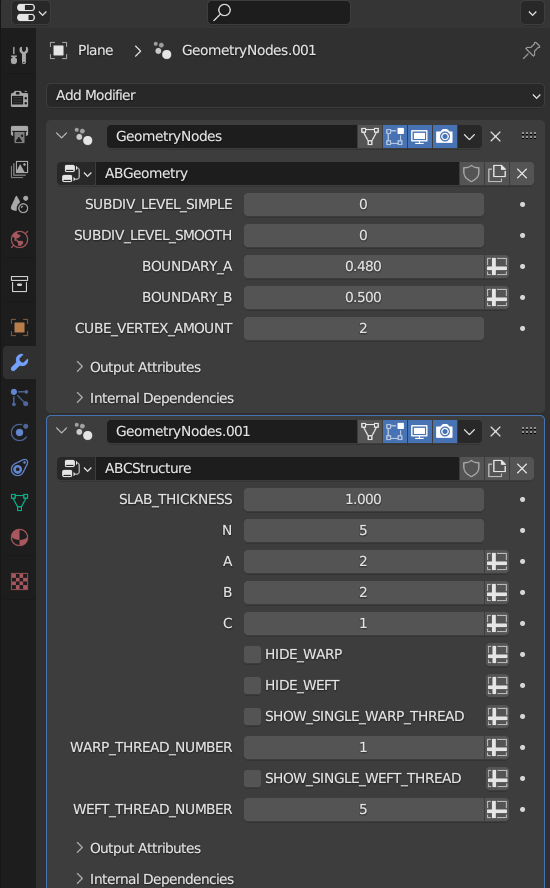 Plane > GeometryNodes.001
Add Modifier
GeometryNodes
ABGeometry
SUBDIV_LEVEL_SIMPLE 0
SUBDIV_LEVEL_SMOOTH 0
BOUNDARY_A 0.480
BOUNDARY_B 0.500
CUBE_VERTEX_AMOUNT 2
Output Attributes
Internal Dependencies
GeometryNodes.001
ABCStructure
SLAB_THICKNESS 1.000
N 5
A 2
B 2
C 1
HIDE_WARP
HIDE_WEFT
SHOW_SINGLE_WARP_THREAD
WARP_THREAD_NUMBER 1
SHOW_SINGLE_WEFT_THREAD
WEFT_THREAD_NUMBER 5
Output Attributes
Internal Dependencies